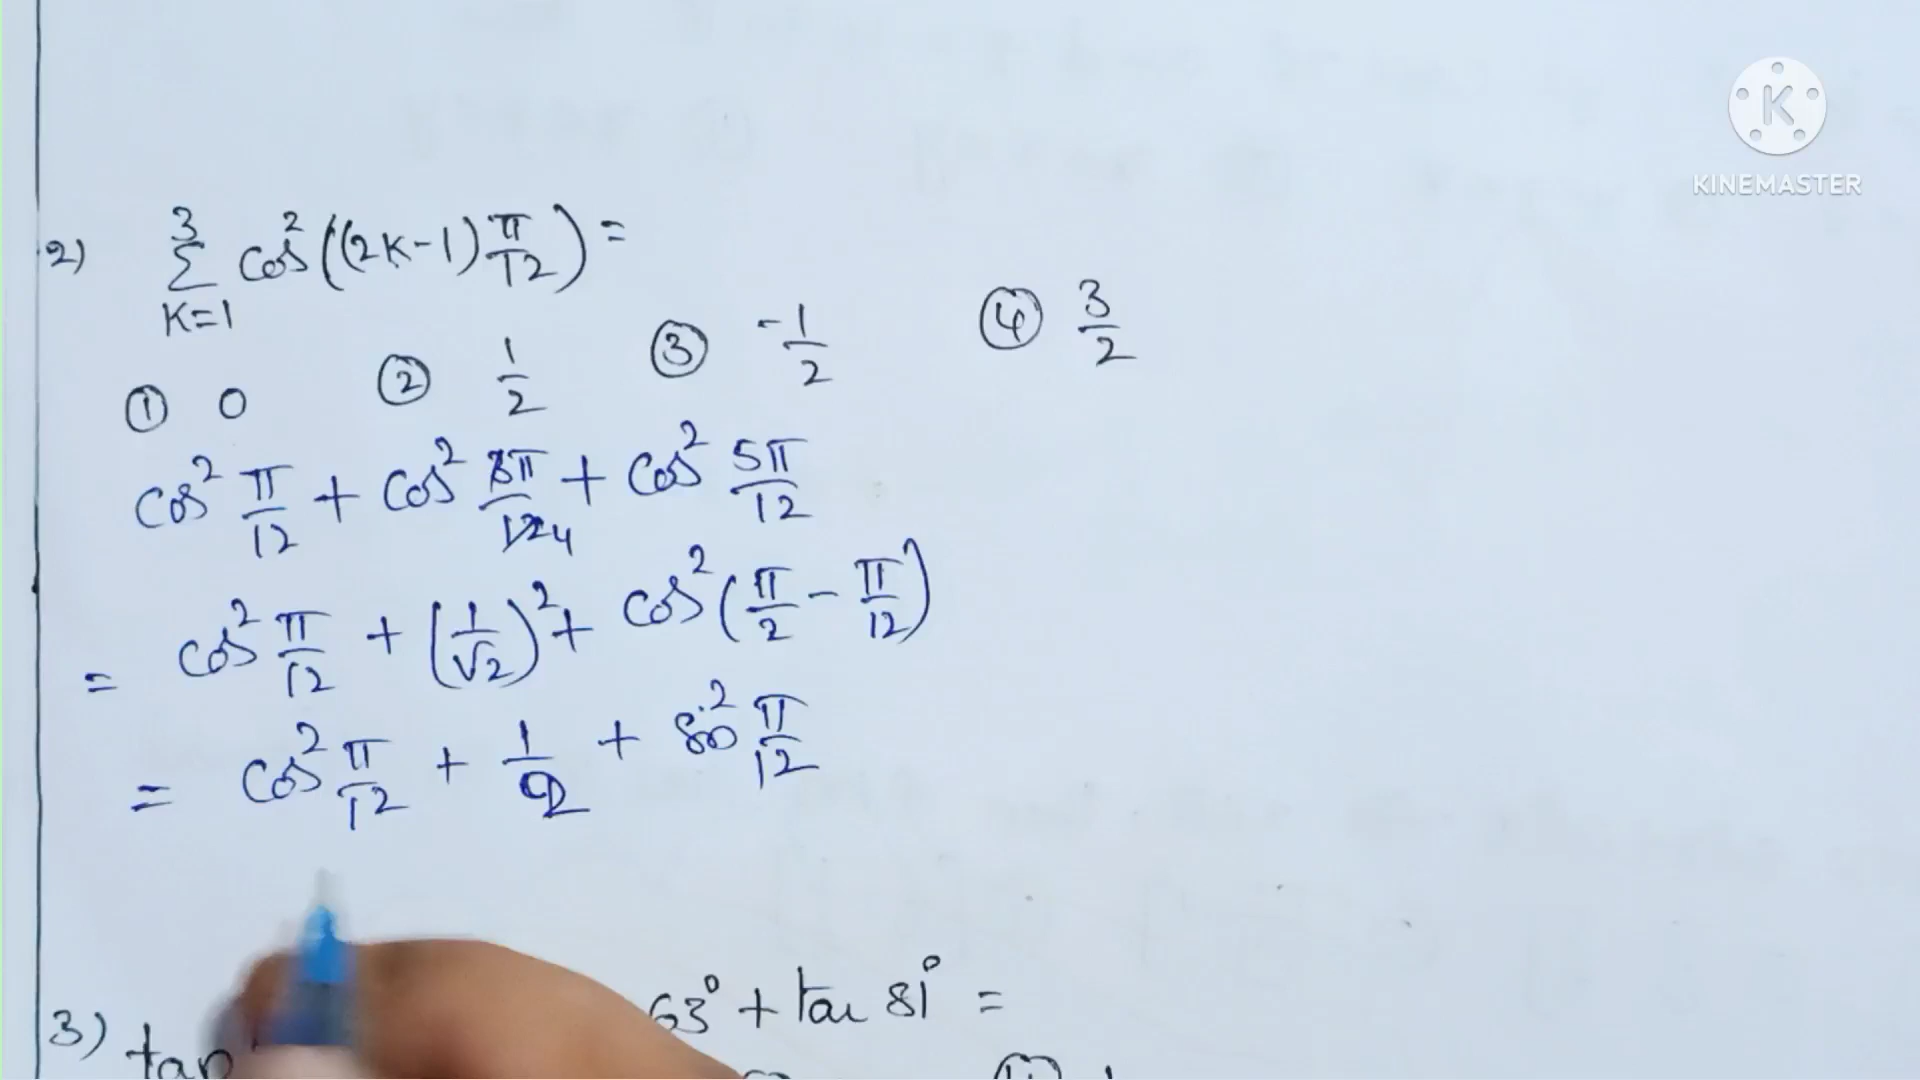 KINEMASTER
2) 3 Σ K=1 cos²((2K-1)π/12) =
① 0 ② 1/2 ③ -1/2 ④ 3/2
cos² π/12 + cos² 3π/12 4 + cos² 5π/12
= cos² π/12 + (1/√2)² + cos²(π/2 - π/12)
= cos² π/12 + 1/2 + sin² π/12
3) tan 63° + tan 81° =